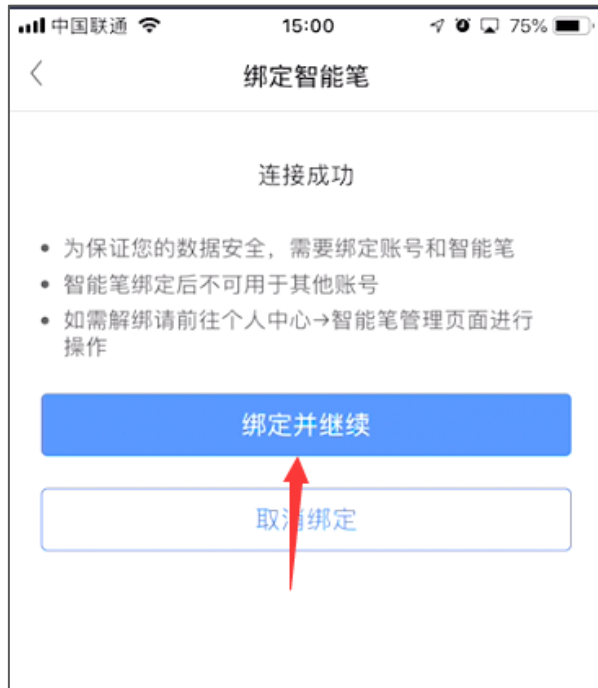 中国联通 15:00 75%
绑定智能笔
连接成功
• 为保证您的数据安全，需要绑定账号和智能笔
• 智能笔绑定后不可用于其他账号
• 如需解绑请前往个人中心→智能笔管理页面进行
操作
绑定并继续
取消绑定